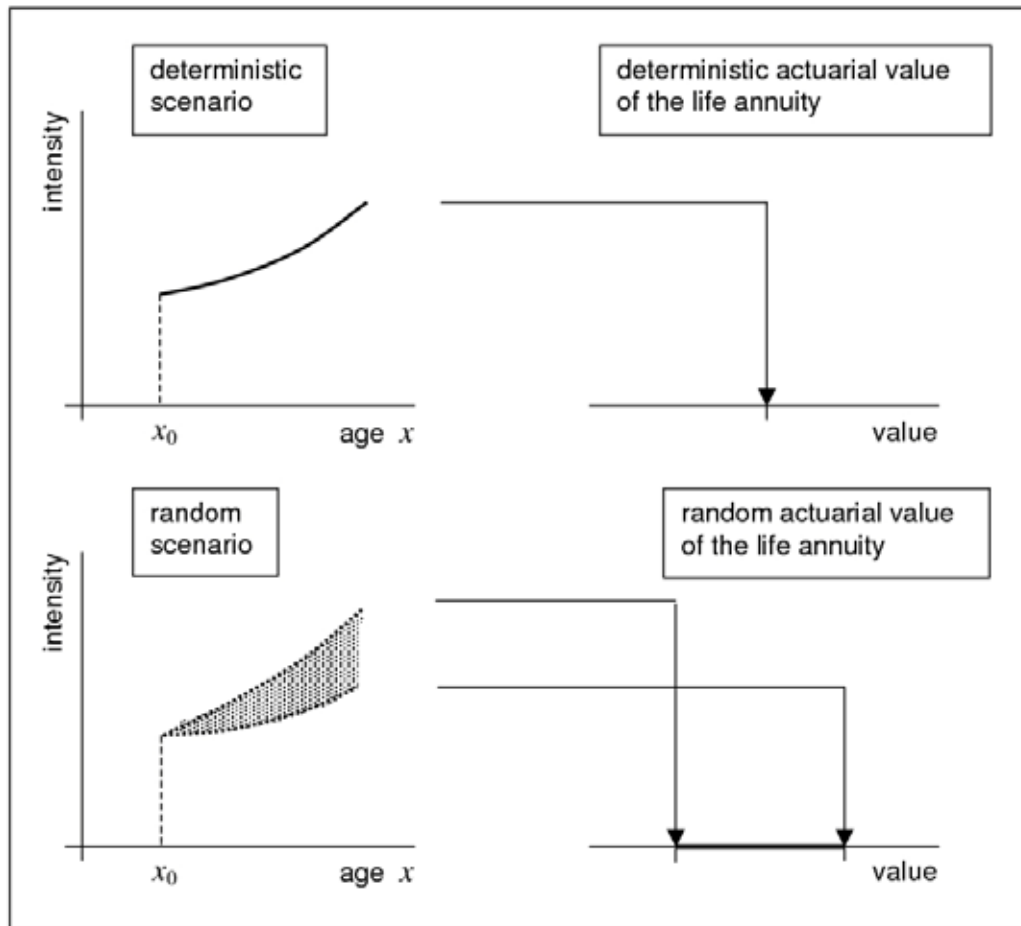 deterministic
scenario
deterministic actuarial value
of the life annuity
intensity
x₀
age x
value
random
scenario
random actuarial value
of the life annuity
intensity
x₀
age x
value